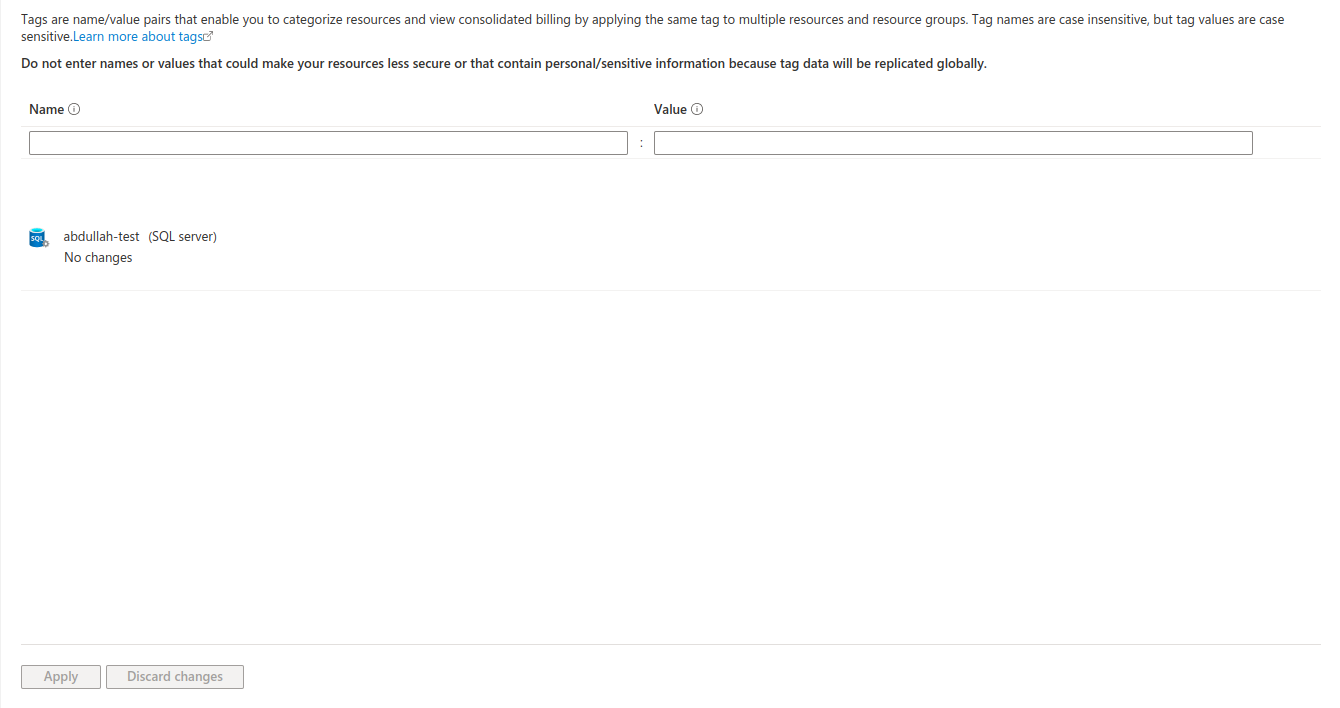 Tags are name/value pairs that enable you to categorize resources and view consolidated billing by applying the same tag to multiple resources and resource groups. Tag names are case insensitive, but tag values are case
sensitive.Learn more about tags
Do not enter names or values that could make your resources less secure or that contain personal/sensitive information because tag data will be replicated globally.
Name Value
:
SQL abdullah-test (SQL server)
No changes
Apply Discard changes